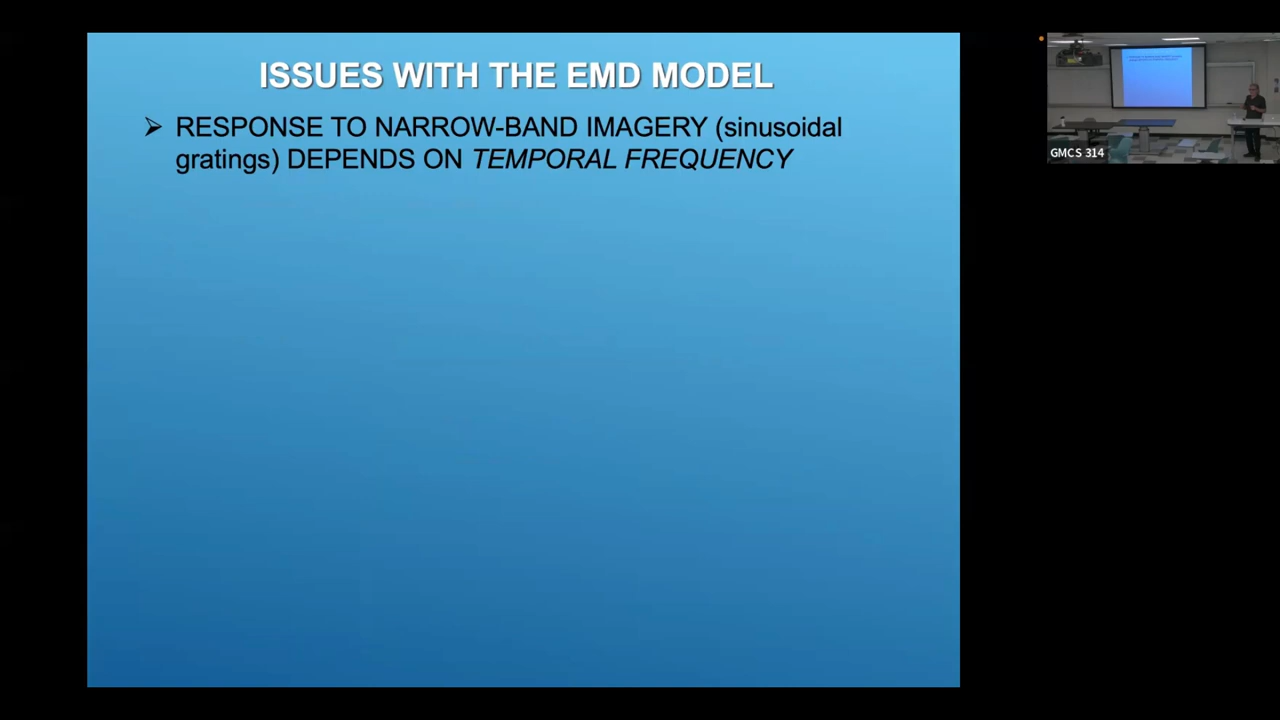 ISSUES WITH THE EMD MODEL
➢ RESPONSE TO NARROW-BAND IMAGERY (sinusoidal
gratings) DEPENDS ON TEMPORAL FREQUENCY
GMCS 314